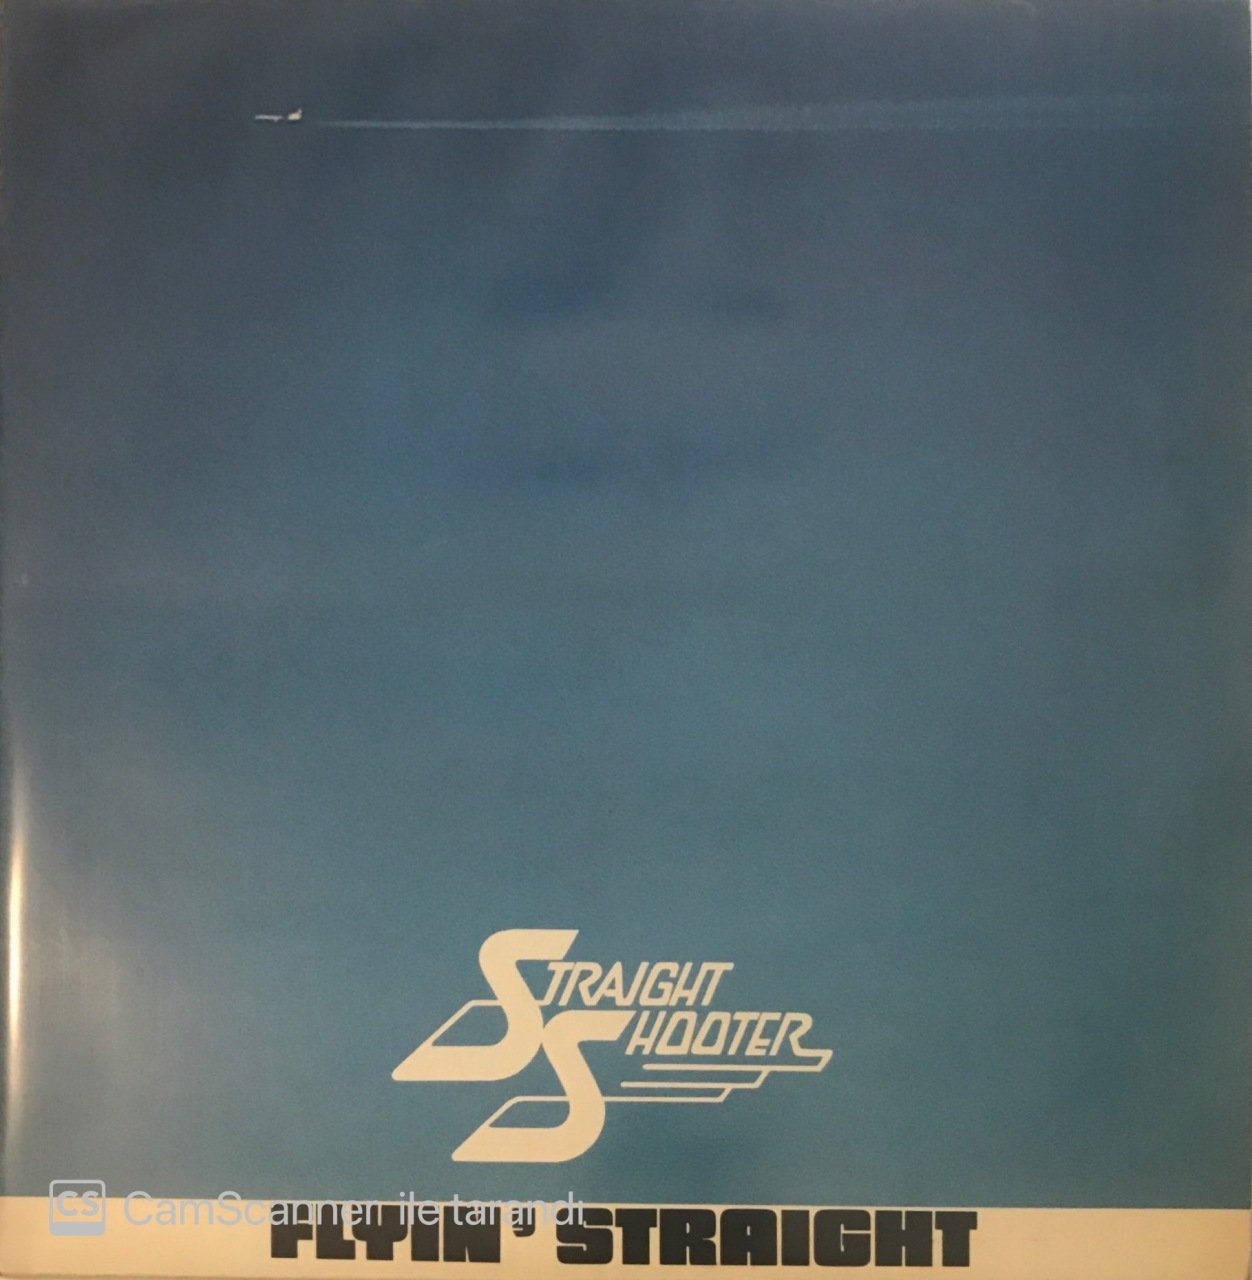 STRAIGHT
SHOOTER
CS CamScanner ile tarandı
FLYIN' STRAIGHT